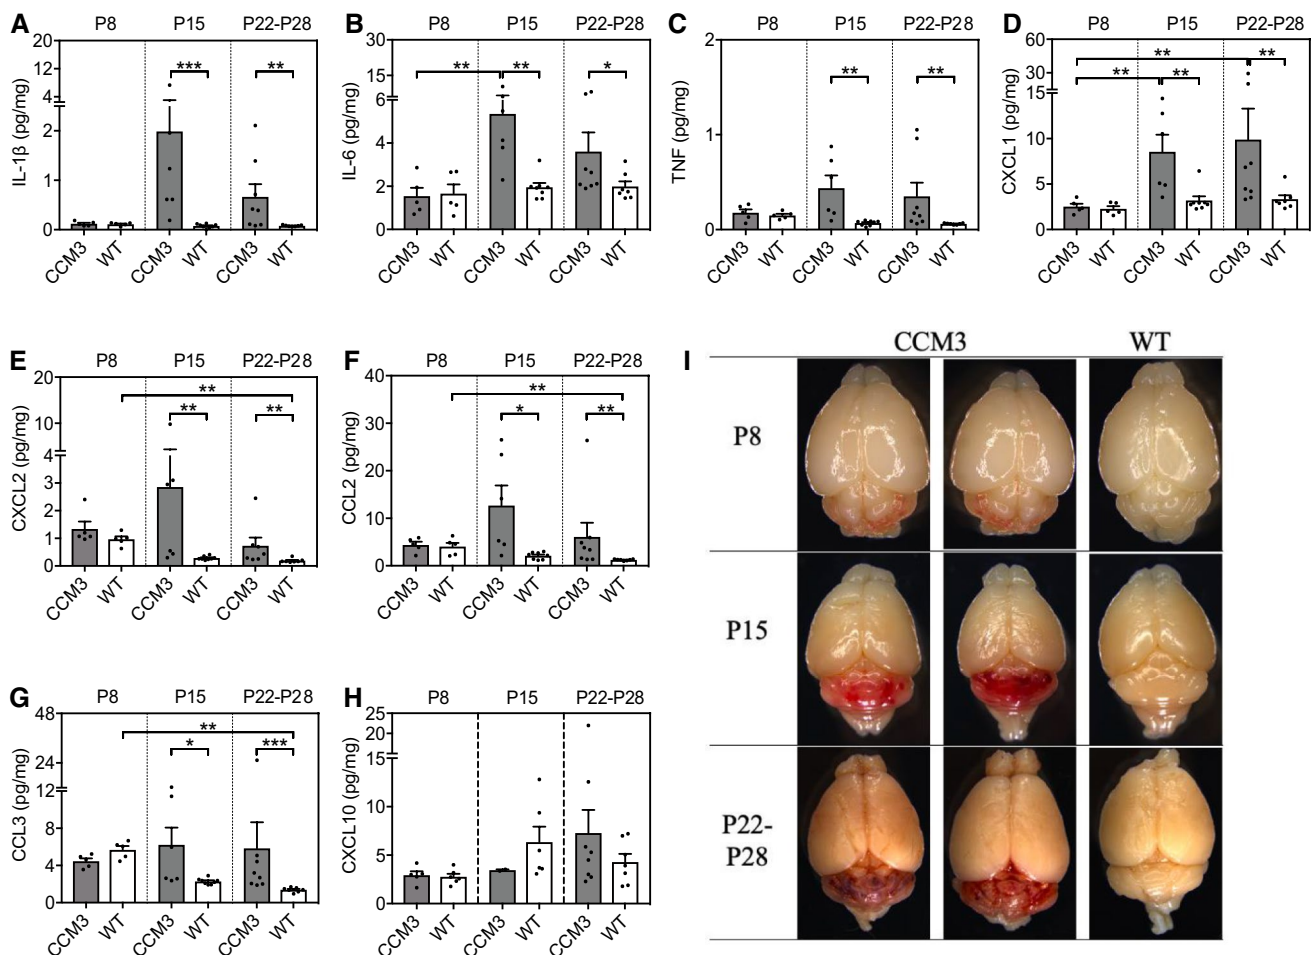 A P8 P15 P22-P28
IL-1β (pg/mg)
20
12
4
2
1
0
*** **
CCM3 WT CCM3 WT CCM3 WT
B P8 P15 P22-P28
IL-6 (pg/mg)
30
15
6
4
2
0
** ** *
CCM3 WT CCM3 WT CCM3 WT
C P8 P15 P22-P28
TNF (pg/mg)
2
1
0
** **
CCM3 WT CCM3 WT CCM3 WT
D P8 P15 P22-P28
CXCL1 (pg/mg)
60
30
15
10
5
0
** **
** **
CCM3 WT CCM3 WT CCM3 WT
E P8 P15 P22-P28
CXCL2 (pg/mg)
20
10
4
3
2
1
0
**
** **
CCM3 WT CCM3 WT CCM3 WT
F P8 P15 P22-P28
CCL2 (pg/mg)
40
30
20
10
0
**
* **
CCM3 WT CCM3 WT CCM3 WT
G P8 P15 P22-P28
CCL3 (pg/mg)
48
24
12
8
4
0
**
* ***
CCM3 WT CCM3 WT CCM3 WT
H P8 P15 P22-P28
CXCL10 (pg/mg)
25
20
15
10
5
0
CCM3 WT CCM3 WT CCM3 WT
I CCM3 WT
P8
P15
P22-
P28